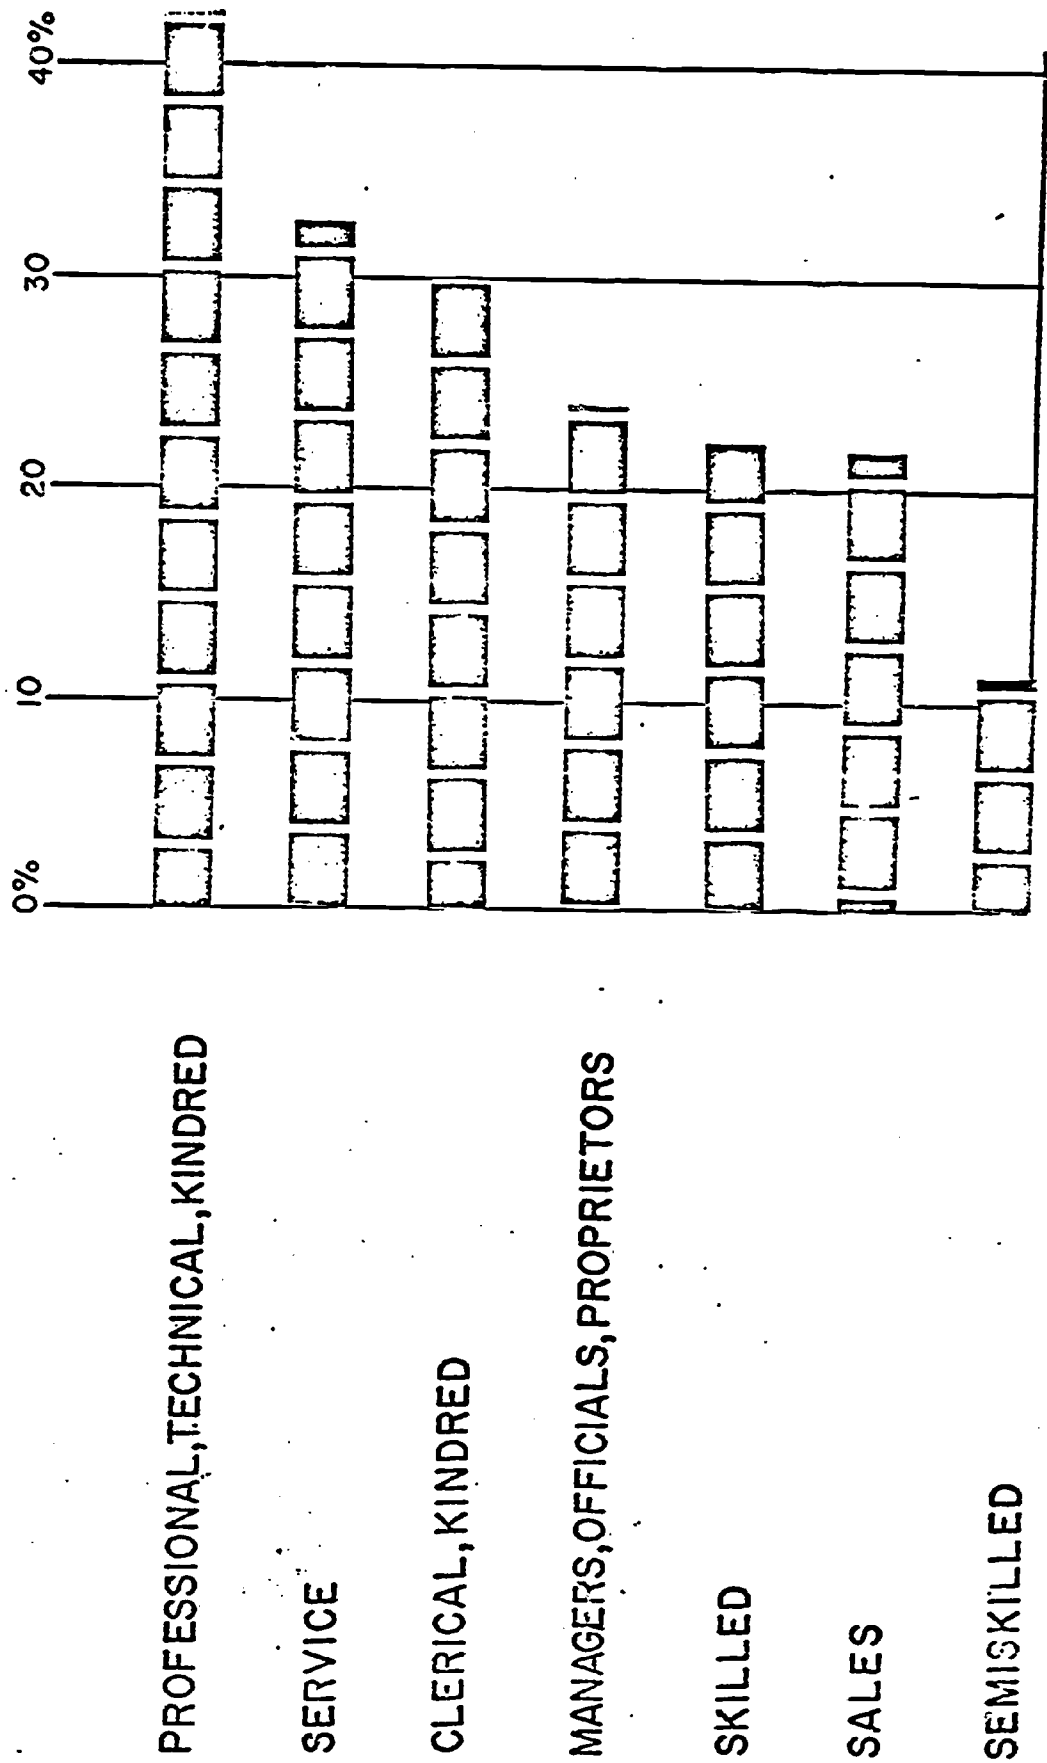 0% 10 20 30 40%
PROFESSIONAL,TECHNICAL,KINDRED
SERVICE
CLERICAL,KINDRED
MANAGERS,OFFICIALS,PROPRIETORS
SKILLED
SALES
SEMISKILLED